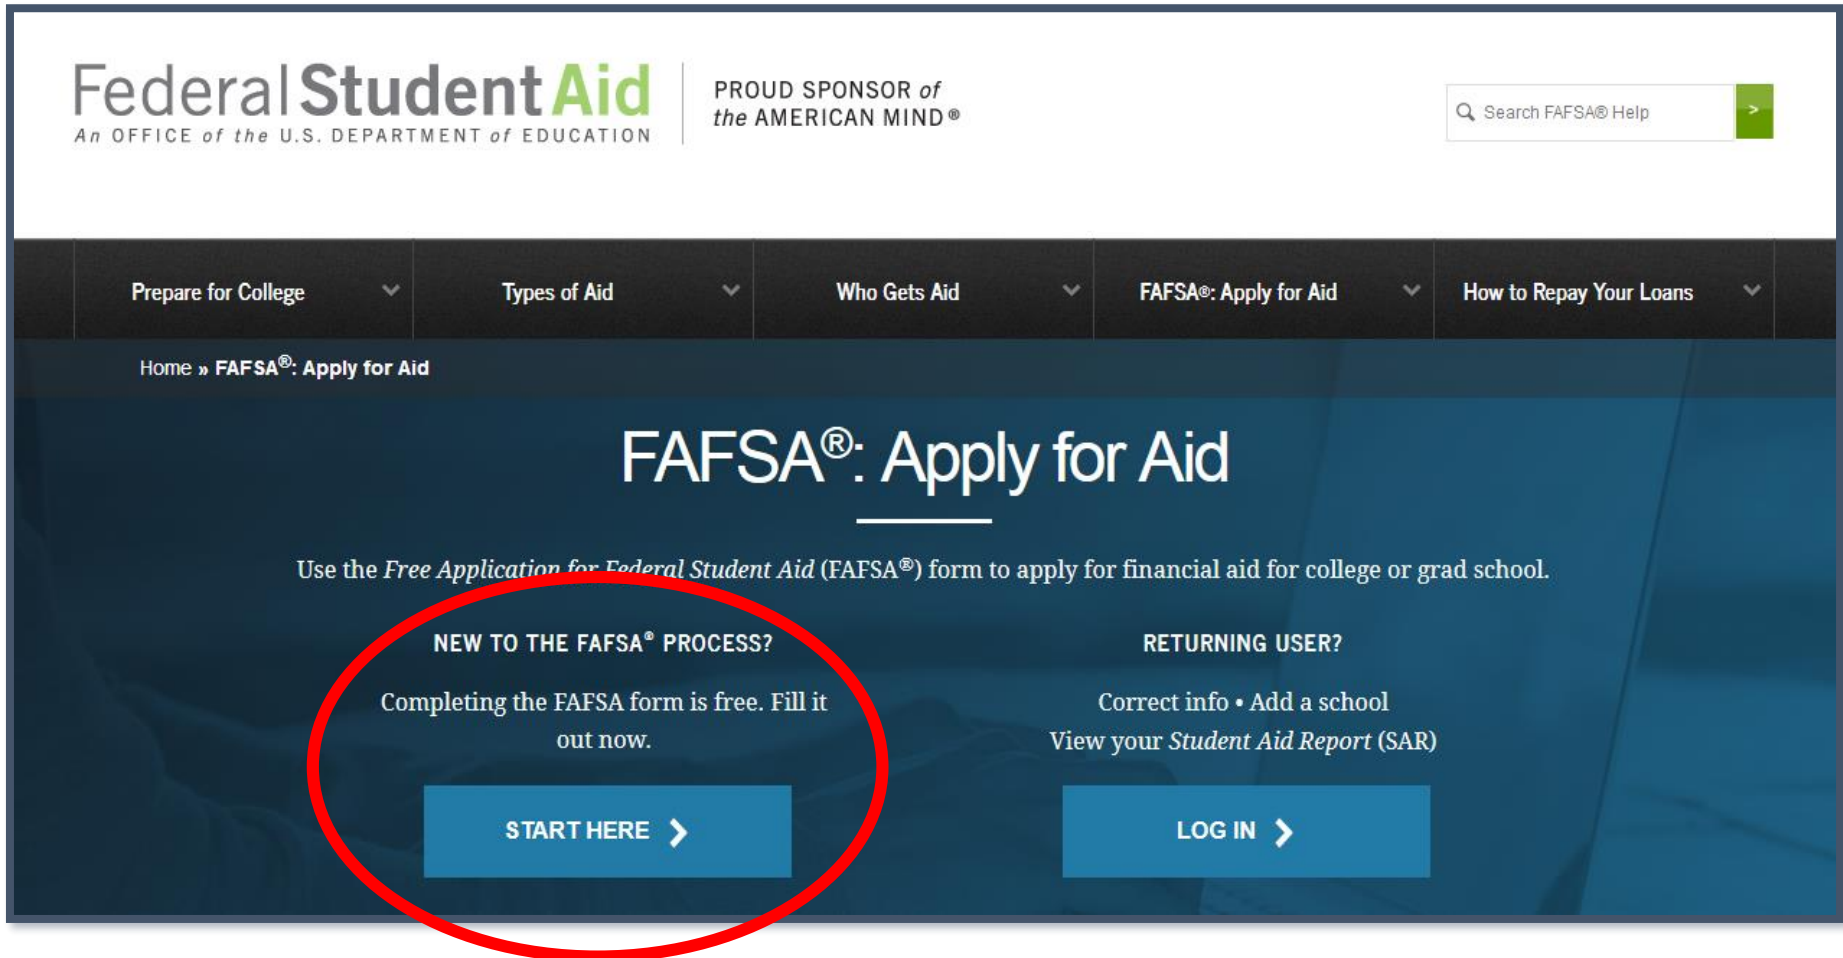 Federal Student Aid
An OFFICE of the U.S. DEPARTMENT of EDUCATION
PROUD SPONSOR of
the AMERICAN MIND®
Search FAFSA® Help
>
Prepare for College
Types of Aid
Who Gets Aid
FAFSA®: Apply for Aid
How to Repay Your Loans
Home » FAFSA®: Apply for Aid
FAFSA®: Apply for Aid
Use the Free Application for Federal Student Aid (FAFSA®) form to apply for financial aid for college or grad school.
NEW TO THE FAFSA® PROCESS?
Completing the FAFSA form is free. Fill it
out now.
START HERE
RETURNING USER?
Correct info • Add a school
View your Student Aid Report (SAR)
LOG IN